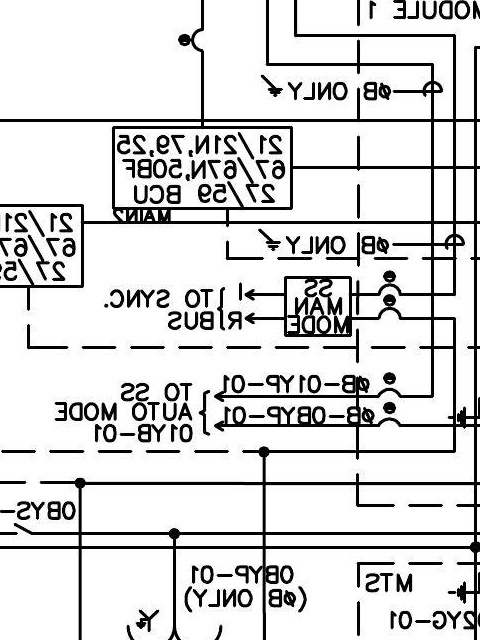 MODULE 1
ØB ONLY
21/21N,79,25
67/67N,50BF
27/59 BCU
MAIN2
21/21
67/67
27/59
ØB ONLY
SS
MAN
MODE
TO SYNC.
BUS
I
R
ØB-01YP-01
ØB-0BYP-01
TO SS
AUTO MODE
01YB-01
0BYS-
0BYP-01
(ØB ONLY)
Y
MTS
02YG-01